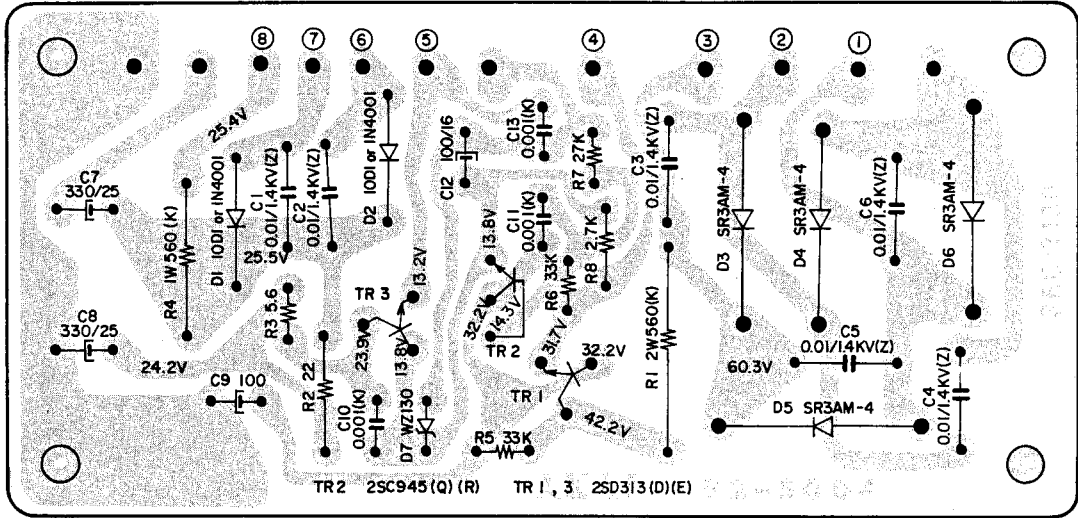 ⑧ ⑦ ⑥ ⑤ ④ ③ ② ①
25.4V
C7
330/25
R4 1W560(K)
D1 10D1 or 1N4001
C1
0.01/1.4KV(Z)
C2
0.01/1.4KV(Z)
25.5V
D2 10D1 or 1N4001
C12 100/16
C13
0.001(K)
C11
0.001(K)
R7 27K
R8 2.7K
C3
0.01/1.4KV(Z)
D3 SR3AM-4
D4 SR3AM-4
C6
0.01/1.4KV(Z)
D6 SR3AM-4
13.8V
13.2V
TR 3
R3 5.6
R6 33K
32.2V
14.3V
TR 2
C8
330/25
24.2V
C9 100
R2 22
23.9V
13.8V
C10
0.001(K)
D7 WZ130
31.7V
32.2V
TR 1
42.2V
R5 33K
R1 2W560(K)
60.3V
C5
0.01/1.4KV(Z)
D5 SR3AM-4
C4
0.01/1.4KV(Z)
TR2 2SC945(Q)(R) TR1, 3 2SD313(D)(E)